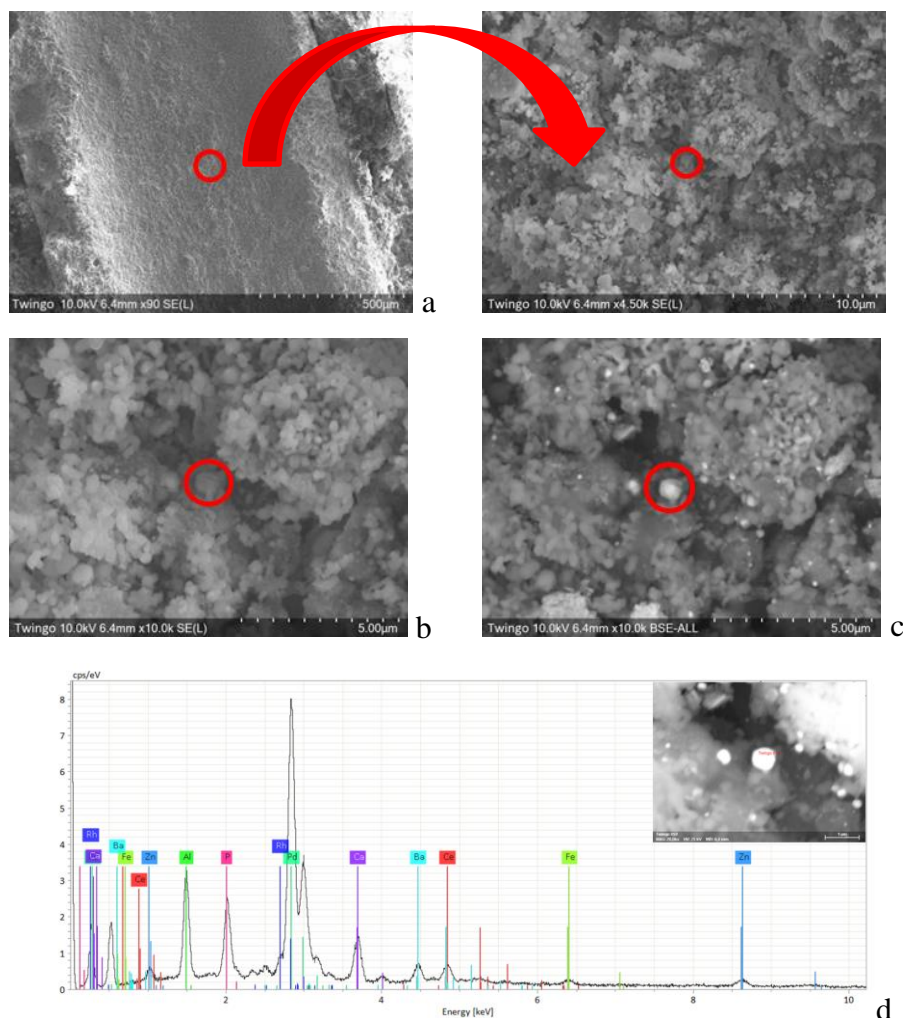 Twingo 10.0kV 6.4mm x90 SE(L) 500µm
a
Twingo 10.0kV 6.4mm x4.50k SE(L) 10.0µm
Twingo 10.0kV 6.4mm x10.0k SE(L) 5.00µm
b
Twingo 10.0kV 6.4mm x10.0k BSE-ALL 5.00µm
c
cps/eV
8
7
6
5
4
3
2
1
0
Rh
Ba
Rh
Ca
Fe
Zn
Al
P
Pd
Ca
Ba
Ce
Fe
Zn
Ce
2
4
6
8
10
Energy [keV]
d